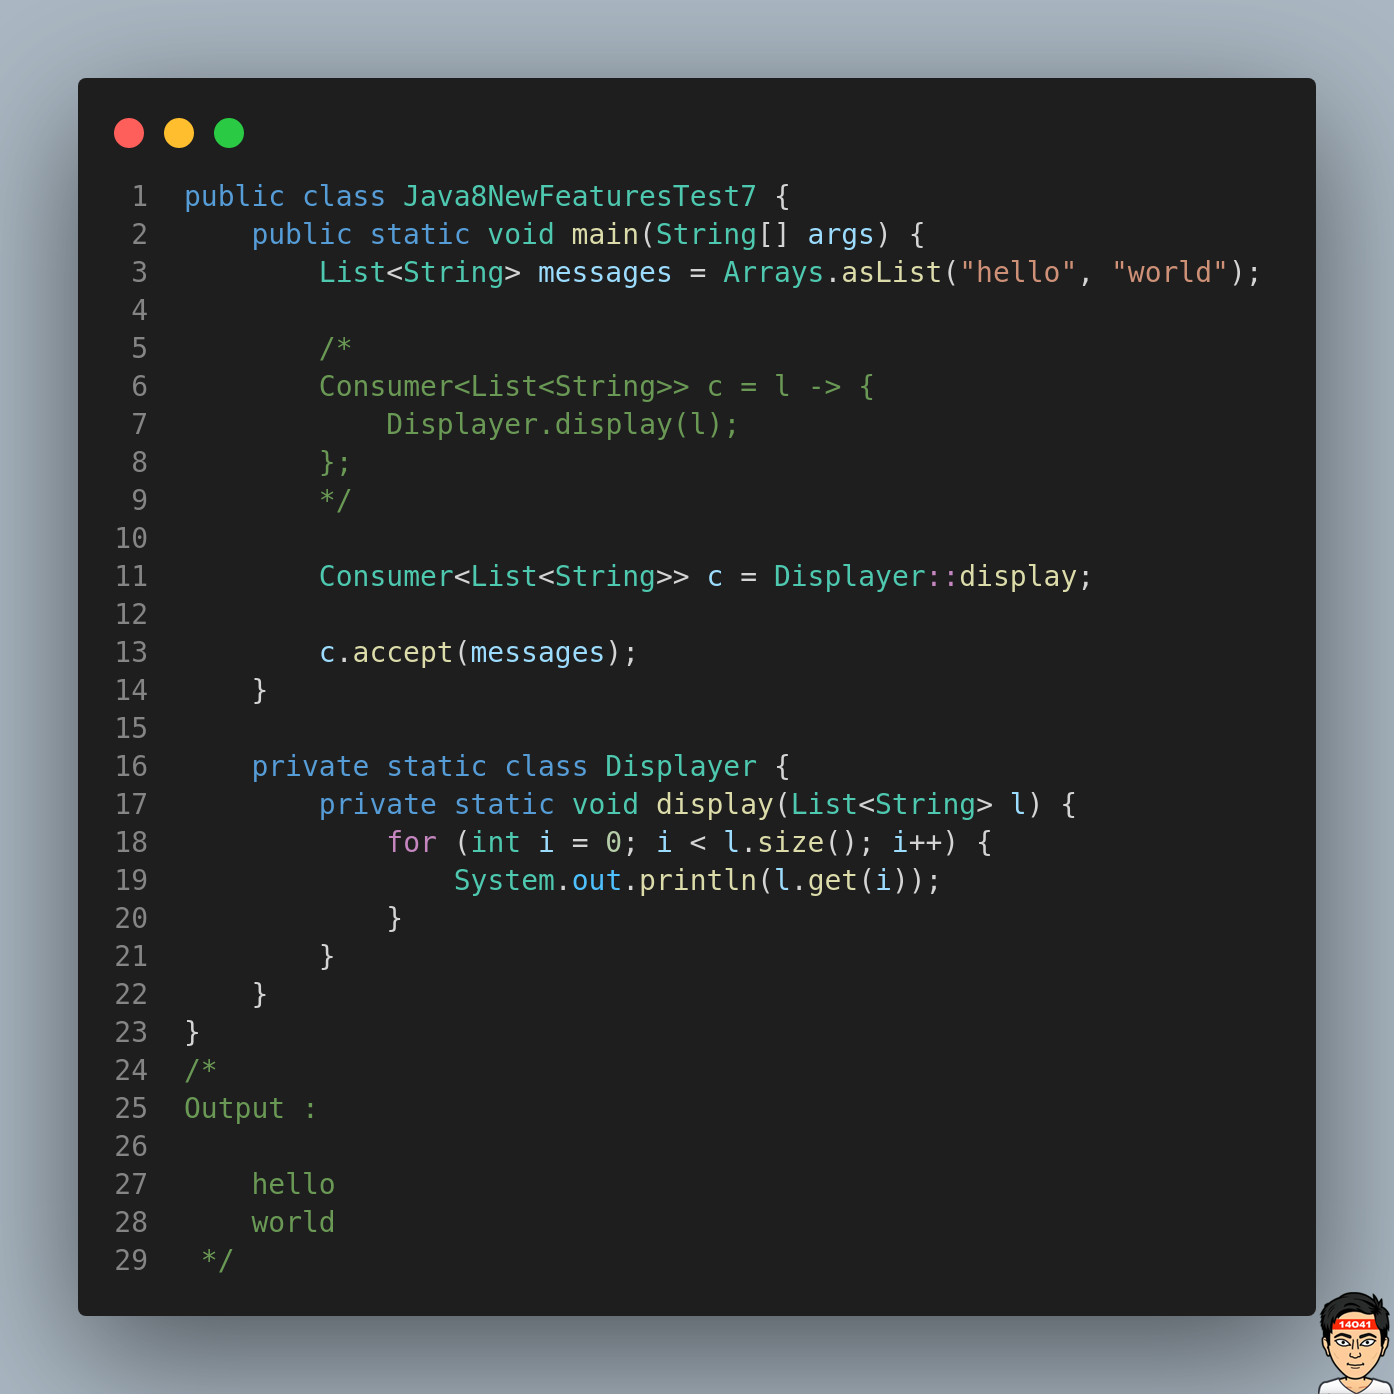 1 public class Java8NewFeaturesTest7 {
2     public static void main(String[] args) {
3         List<String> messages = Arrays.asList("hello", "world");
4
5         /*
6         Consumer<List<String>> c = l -> {
7             Displayer.display(l);
8         };
9         */
10
11         Consumer<List<String>> c = Displayer::display;
12
13         c.accept(messages);
14     }
15
16     private static class Displayer {
17         private static void display(List<String> l) {
18             for (int i = 0; i < l.size(); i++) {
19                 System.out.println(l.get(i));
20             }
21         }
22     }
23 }
24 /*
25 Output :
26
27     hello
28     world
29  */
14041